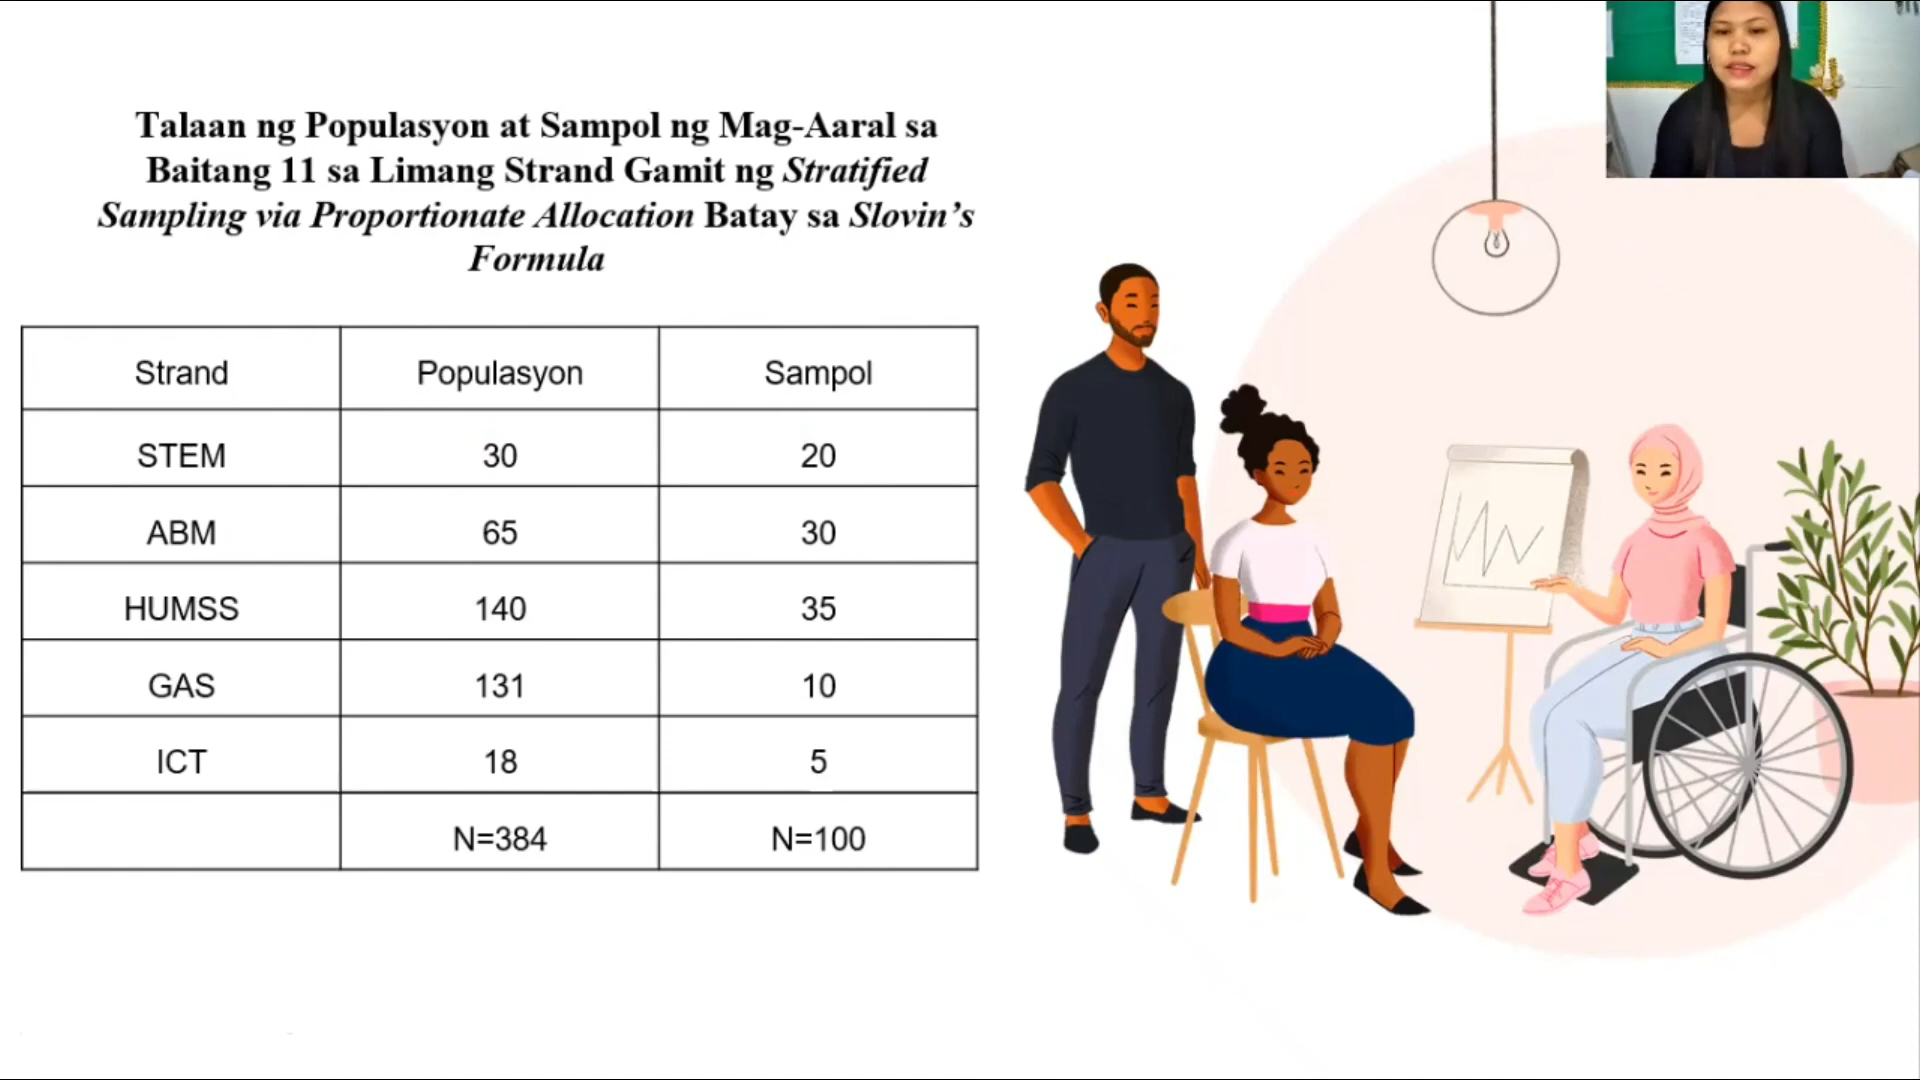 Talaan ng Populasyon at Sampol ng Mag-Aaral sa
Baitang 11 sa Limang Strand Gamit ng Stratified
Sampling via Proportionate Allocation Batay sa Slovin’s
Formula
Strand Populasyon Sampol
STEM 30 20
ABM 65 30
HUMSS 140 35
GAS 131 10
ICT 18 5
N=384 N=100